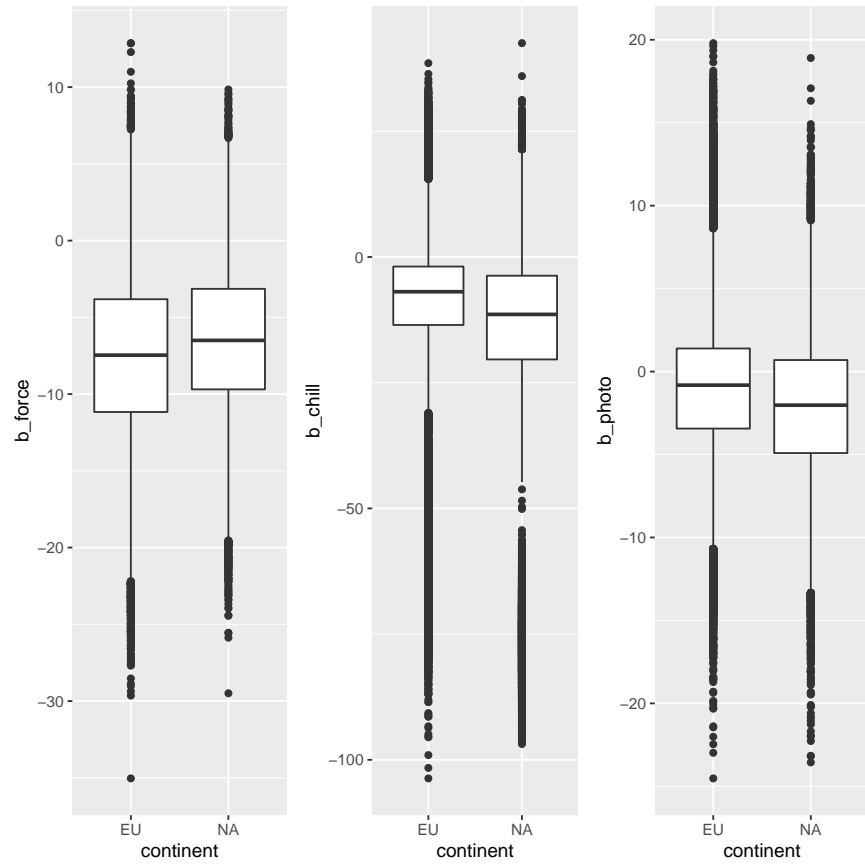 b_force
10
0
−10
−20
−30
EU
NA
continent
b_chill
0
−50
−100
EU
NA
continent
b_photo
20
10
0
−10
−20
EU
NA
continent